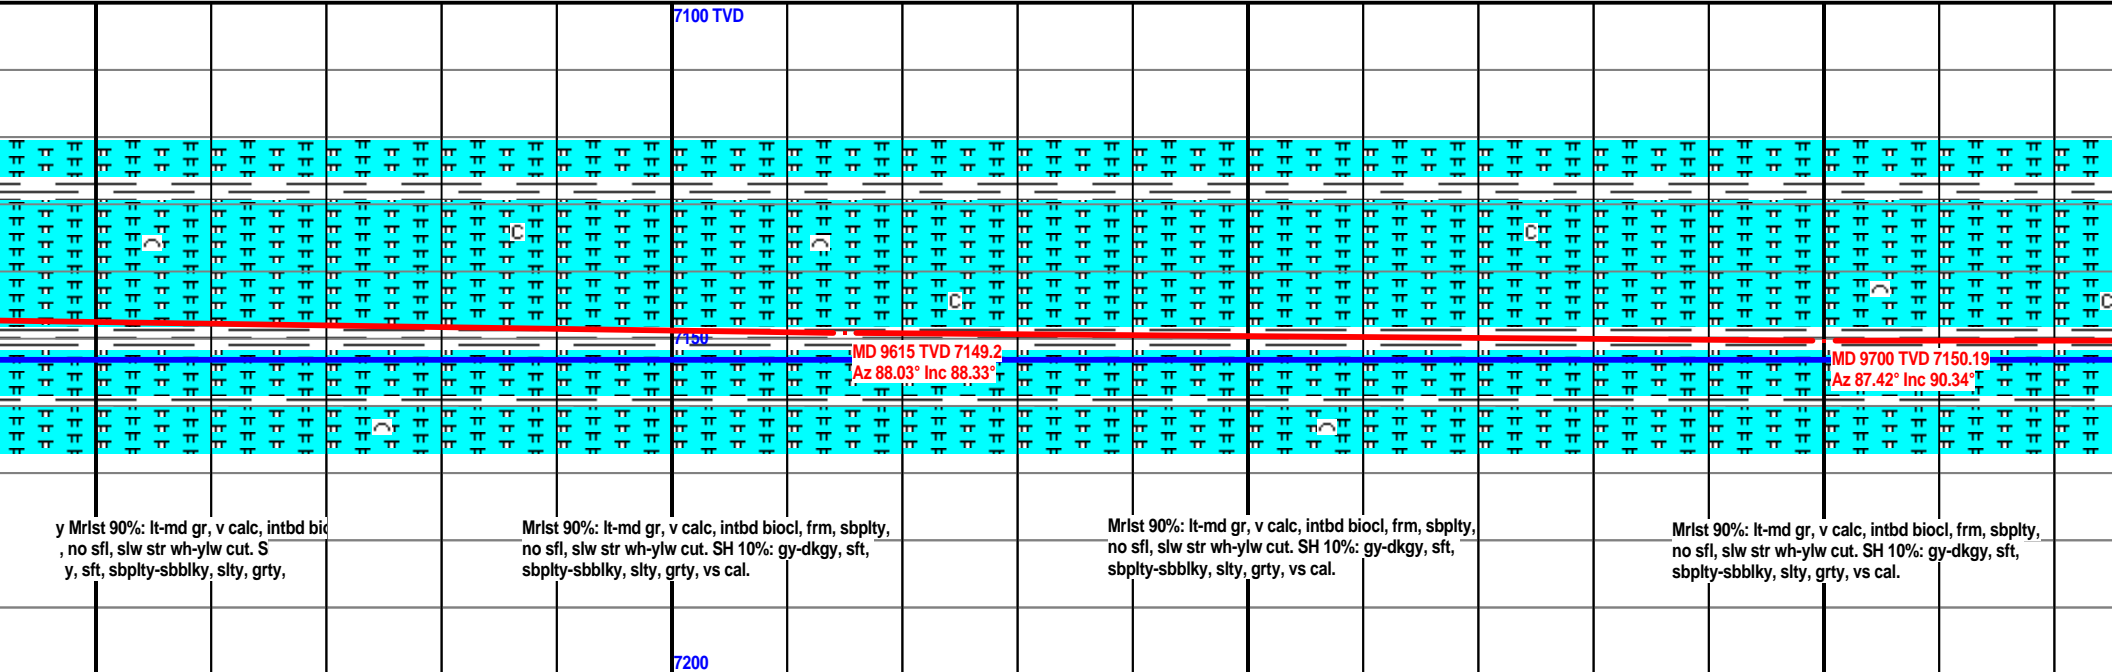 7100 TVD
C
C
C
C
7150
MD 9615 TVD 7149.2
Az 88.03° Inc 88.33°
MD 9700 TVD 7150.19
Az 87.42° Inc 90.34°
y Mrlst 90%: lt-md gr, v calc, intbd bio
, no sfl, slw str wh-ylw cut. S
y, sft, sbplty-sbblky, slty, grty,
Mrlst 90%: lt-md gr, v calc, intbd biocl, frm, sbplty,
no sfl, slw str wh-ylw cut. SH 10%: gy-dkgy, sft,
sbplty-sbblky, slty, grty, vs cal.
Mrlst 90%: lt-md gr, v calc, intbd biocl, frm, sbplty,
no sfl, slw str wh-ylw cut. SH 10%: gy-dkgy, sft,
sbplty-sbblky, slty, grty, vs cal.
Mrlst 90%: lt-md gr, v calc, intbd biocl, frm, sbplty,
no sfl, slw str wh-ylw cut. SH 10%: gy-dkgy, sft,
sbplty-sbblky, slty, grty, vs cal.
7200